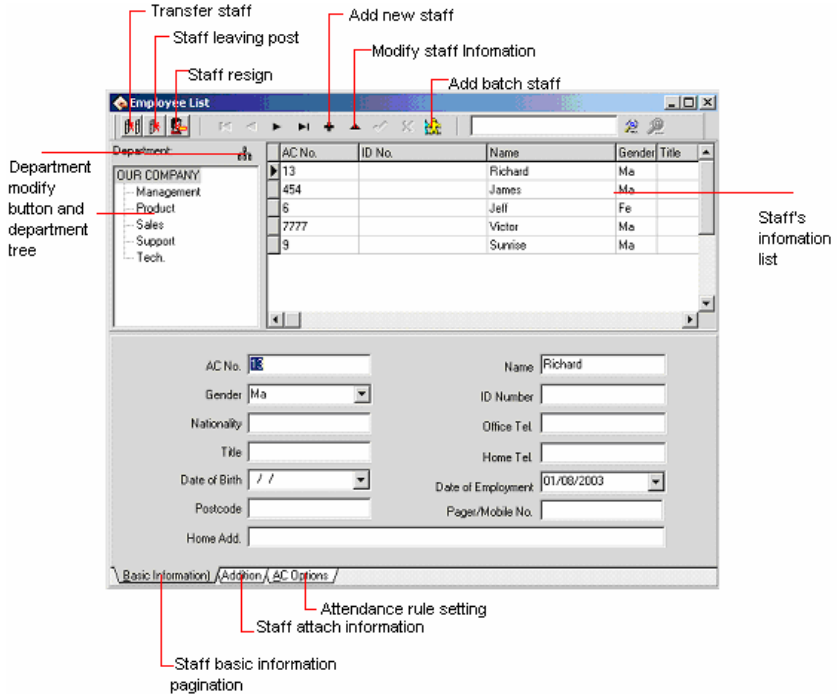 Transfer staff
Add new staff
Staff leaving post
Modify staff Infomation
Staff resign
Add batch staff
Employee List
Department
modify
button and
department
tree
Department:
OUR COMPANY
Management
Product
Sales
Support
Tech.
AC No. ID No. Name Gender Title
13 Richard Ma
454 James Ma
6 Jeff Fe
7777 Victor Ma
9 Sunrise Ma
Staff's
infomation
list
AC No. 13 Name Richard
Gender Ma ID Number
Nationality Office Tel.
Title Home Tel.
Date of Birth / / Date of Employment 01/08/2003
Postcode Pager/Mobile No.
Home Add.
Basic Information) Addition AC Options
Attendance rule setting
Staff attach information
Staff basic information
pagination